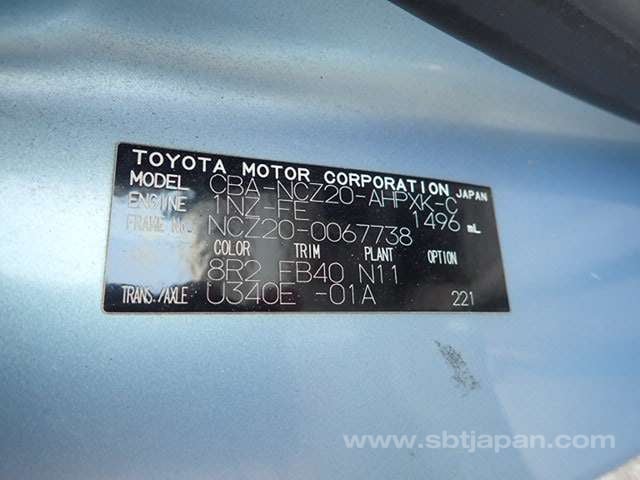 TOYOTA MOTOR CORPORATION JAPAN
MODEL CBA-NCZ20-AHPXK-C
ENGINE 1NZ-FE 1496 mL
FRAME NO. NCZ20-0067738
COLOR TRIM PLANT OPTION
8R2 FB40 N11
TRANS./AXLE U340E -01A 221
www.sbtjapan.com